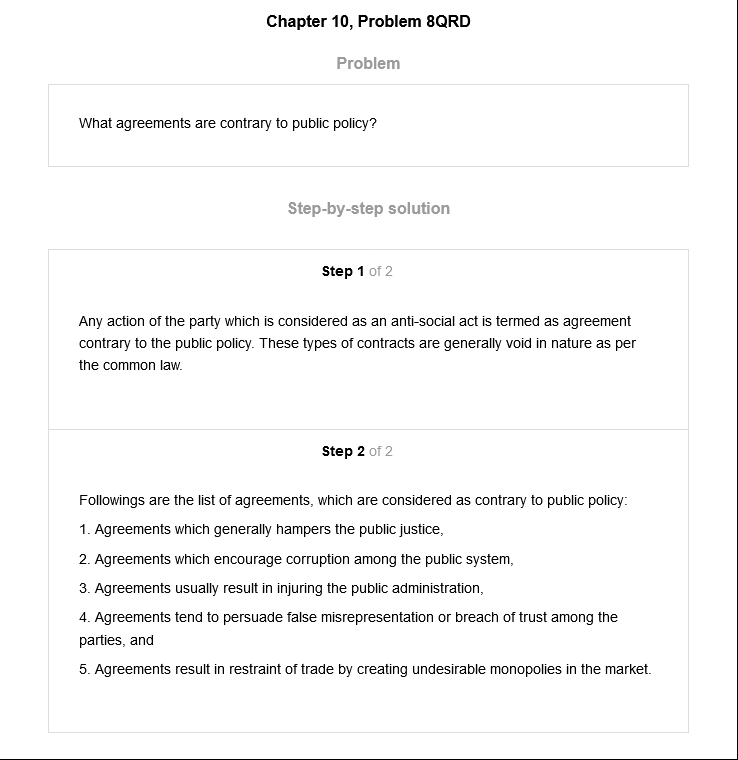 Chapter 10, Problem 8QRD
Problem
What agreements are contrary to public policy?
Step-by-step solution
Step 1 of 2
Any action of the party which is considered as an anti-social act is termed as agreement
contrary to the public policy. These types of contracts are generally void in nature as per
the common law.
Step 2 of 2
Followings are the list of agreements, which are considered as contrary to public policy:
1. Agreements which generally hampers the public justice,
2. Agreements which encourage corruption among the public system,
3. Agreements usually result in injuring the public administration,
4. Agreements tend to persuade false misrepresentation or breach of trust among the
parties, and
5. Agreements result in restraint of trade by creating undesirable monopolies in the market.